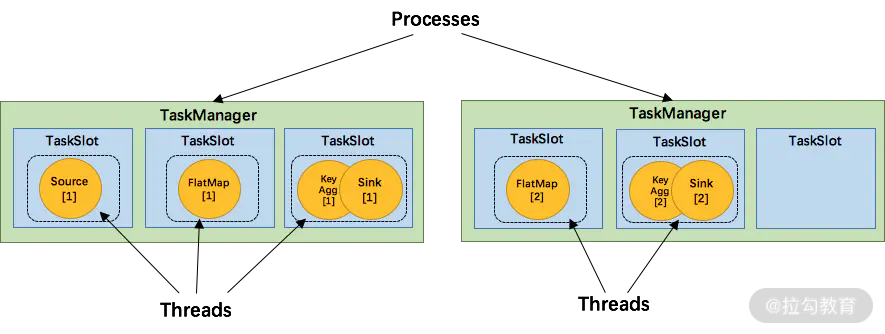 Processes
TaskManager
TaskSlot
TaskSlot
TaskSlot
Source
[1]
FlatMap
[1]
Key
Agg
[1]
Sink
[1]
Threads
TaskManager
TaskSlot
TaskSlot
TaskSlot
FlatMap
[2]
Key
Agg
[2]
Sink
[2]
Threads
@拉勾教育